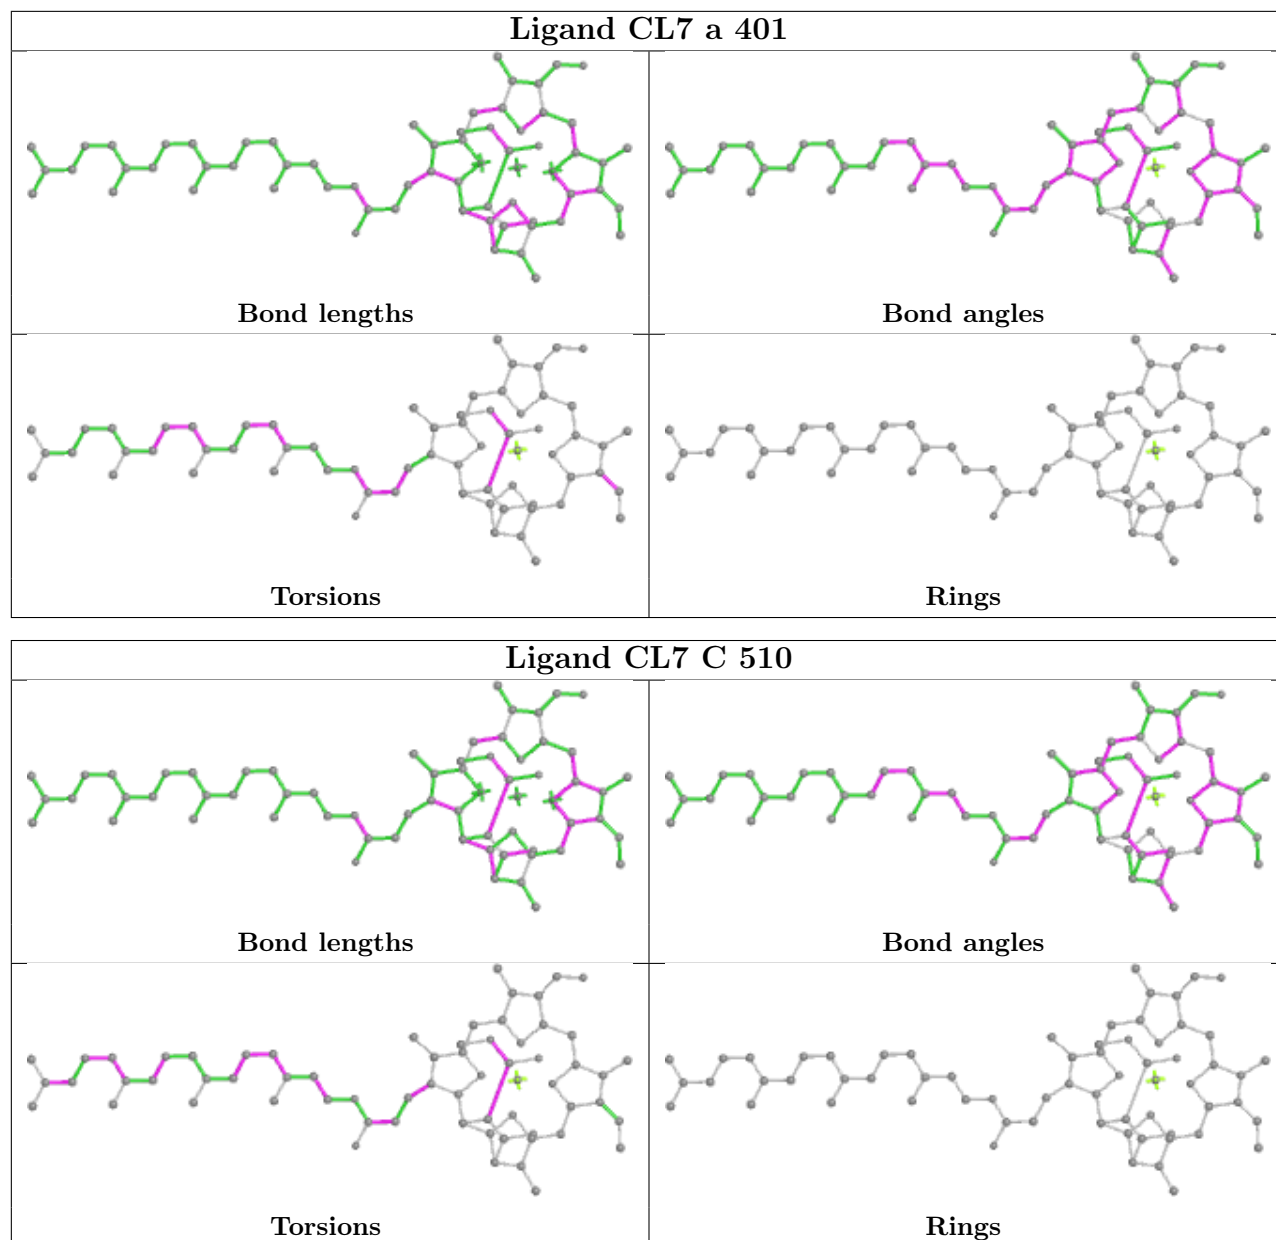 Ligand CL7 a 401
Bond lengths
Bond angles
Torsions
Rings
Ligand CL7 C 510
Bond lengths
Bond angles
Torsions
Rings